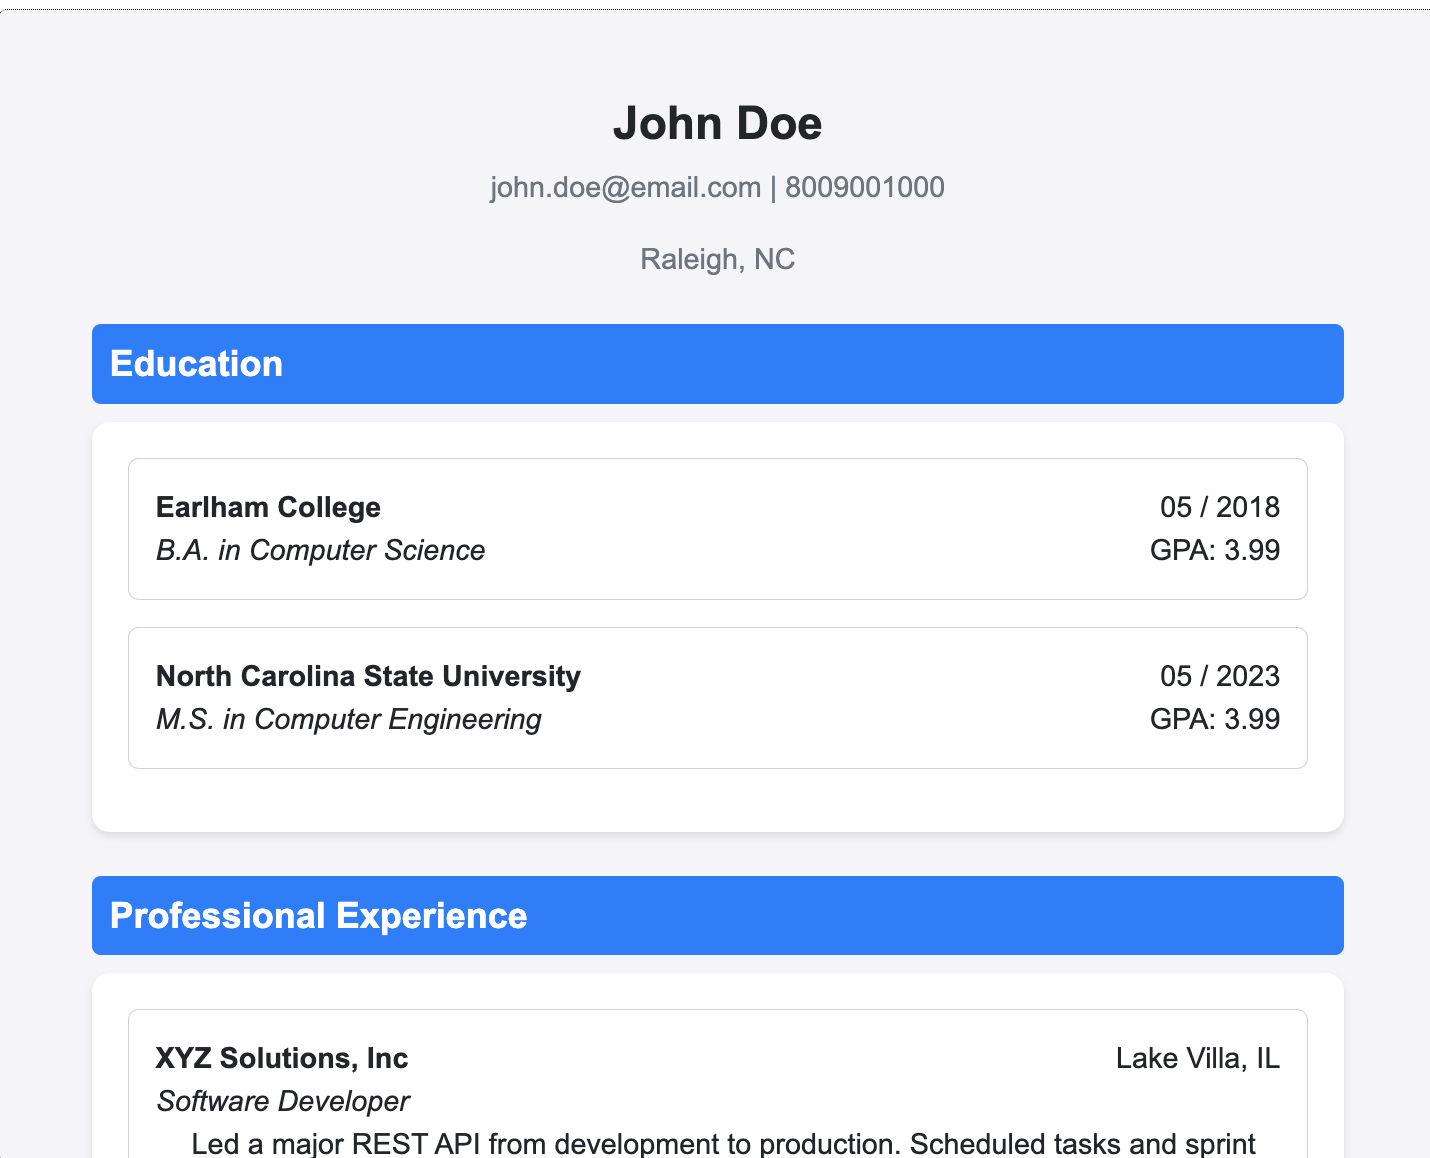 John Doe
john.doe@email.com | 8009001000
Raleigh, NC
Education
Earlham College 05 / 2018
B.A. in Computer Science GPA: 3.99
North Carolina State University 05 / 2023
M.S. in Computer Engineering GPA: 3.99
Professional Experience
XYZ Solutions, Inc Lake Villa, IL
Software Developer
Led a major REST API from development to production. Scheduled tasks and sprint